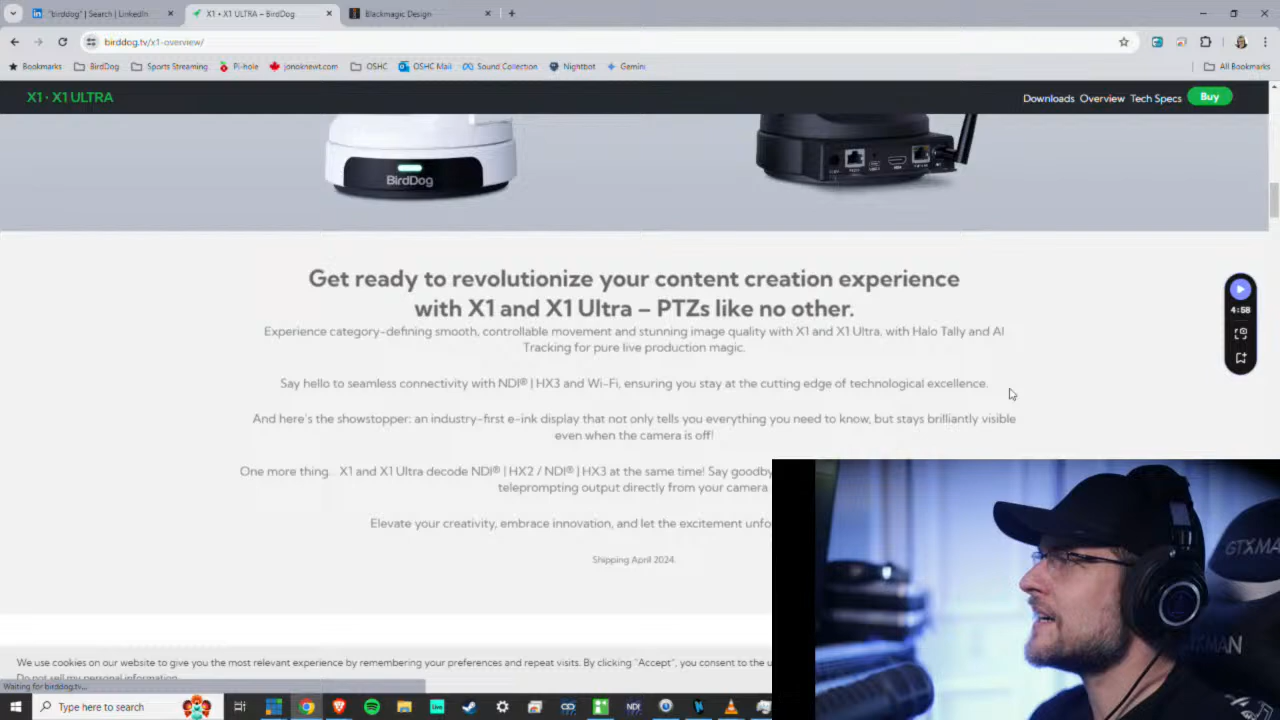 "birddog" | Search | LinkedIn
X1 • X1 ULTRA – BirdDog
Blackmagic Design
birddog.tv/x1-overview/
Bookmarks
BirdDog
Sports Streaming
Pi-hole
jonoknewt.com
OSHC
OSHC Mail
Sound Collection
Nightbot
Gemini
All Bookmarks
X1 • X1 ULTRA
Downloads
Overview
Tech Specs
Buy
BirdDog
Get ready to revolutionize your content creation experience
with X1 and X1 Ultra – PTZs like no other.
Experience category-defining smooth, controllable movement and stunning image quality with X1 and X1 Ultra, with Halo Tally and AI
Tracking for pure live production magic.
4:58
Say hello to seamless connectivity with NDI® | HX3 and Wi-Fi, ensuring you stay at the cutting edge of technological excellence.
And here's the showstopper: an industry-first e-ink display that not only tells you everything you need to know, but stays brilliantly visible
even when the camera is off!
One more thing. X1 and X1 Ultra decode NDI® | HX2 / NDI® | HX3 at the same time! Say goodby
teleprompting output directly from your camera
Elevate your creativity, embrace innovation, and let the excitement unfo
Shipping April 2024.
GTXMAN
We use cookies on our website to give you the most relevant experience by remembering your preferences and repeat visits. By clicking "Accept", you consent to the u
Do not sell my personal information.
Waiting for birddog.tv...
Type here to search
Live
NDI